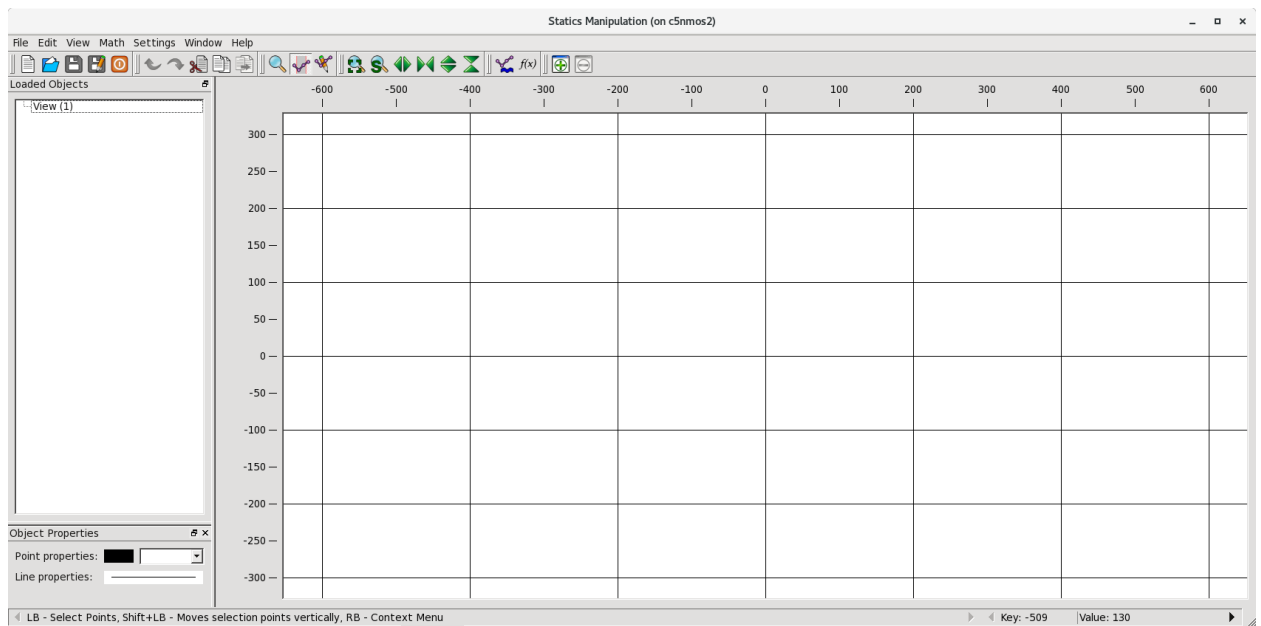 Statics Manipulation (on c5nmos2)
File Edit View Math Settings Window Help
f(x)
Loaded Objects
View (1)
-600 -500 -400 -300 -200 -100 0 100 200 300 400 500 600
300
250
200
150
100
50
0
-50
-100
-150
-200
-250
-300
Object Properties
Point properties:
Line properties:
LB - Select Points, Shift+LB - Moves selection points vertically, RB - Context Menu
Key: -509 Value: 130